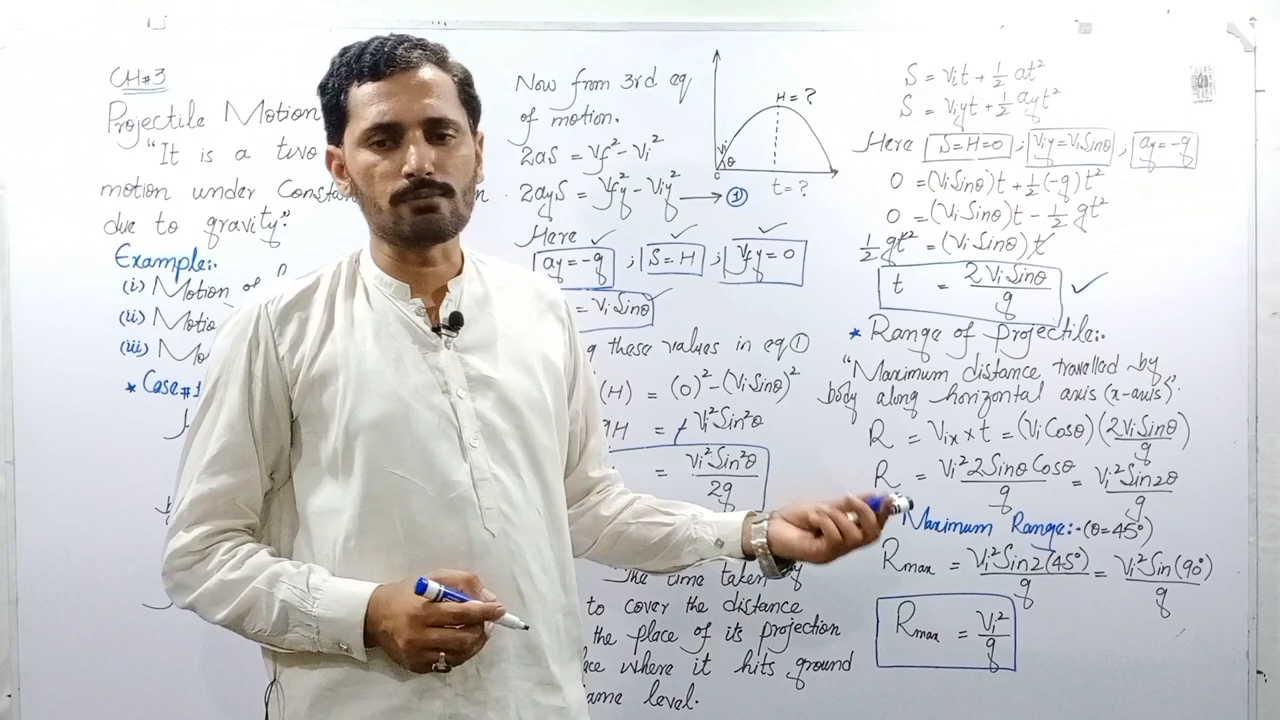 CH#3
Projectile Motion
"It is a two
motion under
due to gravity."
Example:-
(i) Motion of
(ii) Motio
(iii) Mo
* Case#1
Now from 3rd eq
of motion.
2aS = Vf² - Vi²
2ayS = Vfy² - Viy² → ①
Here
ay = -g ; S = H ; Vfy = 0
= Vi Sinθ
these values in eq ①
(H) = (0)² - (Vi Sinθ)²
H = Vi² Sin²θ
= Vi² Sin²θ / 2g
The time taken by
to cover the distance
the place of its projection
where it hits ground
same level.
H = ?
Vi
θ
0
t = ?
S = Vit + 1/2 at²
S = Viyt + 1/2 ayt²
Here S=H=0 ; Viy=ViSinθ ; ay=-g
0 = (ViSinθ)t + 1/2 (-g)t²
0 = (Vi Sinθ)t - 1/2 gt²
1/2 gt² = (Vi Sinθ) t
t = 2Vi Sinθ / g
* Range of Projectile:-
"Maximum distance travelled by
body along horizontal axis (x-axis)".
R = Vix × t = (Vi Cosθ) (2Vi Sinθ / g)
R = Vi² 2Sinθ Cosθ / g = Vi² Sin2θ / g
Maximum Range:- (θ=45°)
Rmax = Vi² Sin2(45°) / g = Vi² Sin(90°) / g
Rmax = Vi² / g